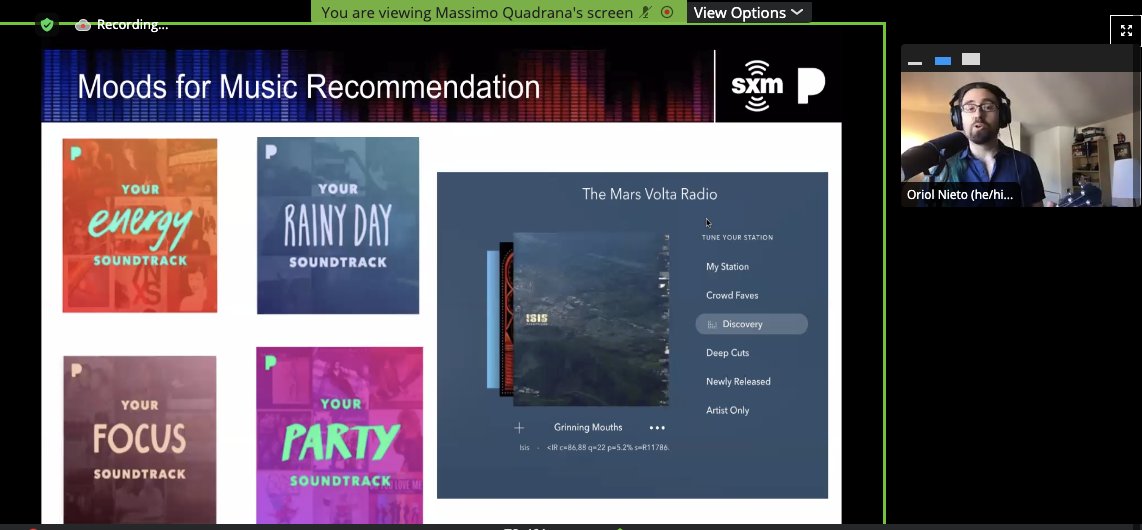 You are viewing Massimo Quadrana's screen
View Options
Recording...
Moods for Music Recommendation
sxm
YOUR
energy
SOUNDTRACK
YOUR
RAINY DAY
SOUNDTRACK
YOUR
FOCUS
SOUNDTRACK
YOUR
PARTY
SOUNDTRACK
The Mars Volta Radio
TUNE YOUR STATION
My Station
Crowd Faves
Discovery
Deep Cuts
Newly Released
Artist Only
ISIS
Grinning Mouths
Isis - <IR c=86,88 q=22 p=5.2% s=R11786.
Oriol Nieto (he/hi...